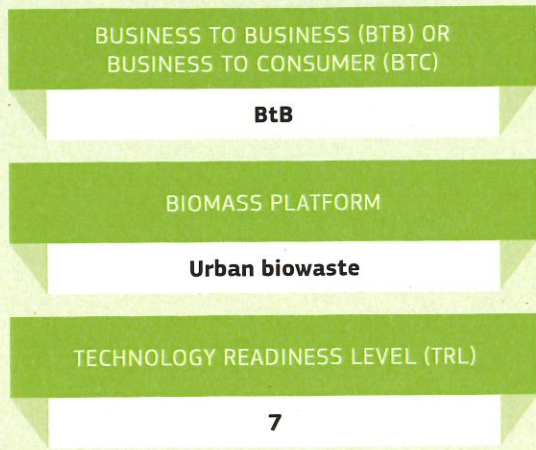 BUSINESS TO BUSINESS (BTB) OR
BUSINESS TO CONSUMER (BTC)
BtB
BIOMASS PLATFORM
Urban biowaste
TECHNOLOGY READINESS LEVEL (TRL)
7